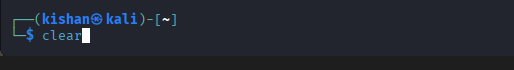 ┌──(kishan㉿kali)-[~]
└─$ clear